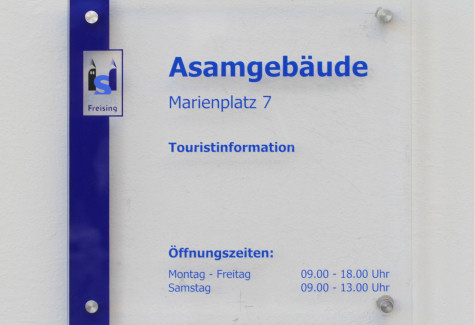 Freising
Asamgebäude
Marienplatz 7
Touristinformation
Öffnungszeiten:
Montag - Freitag 09.00 - 18.00 Uhr
Samstag 09.00 - 13.00 Uhr